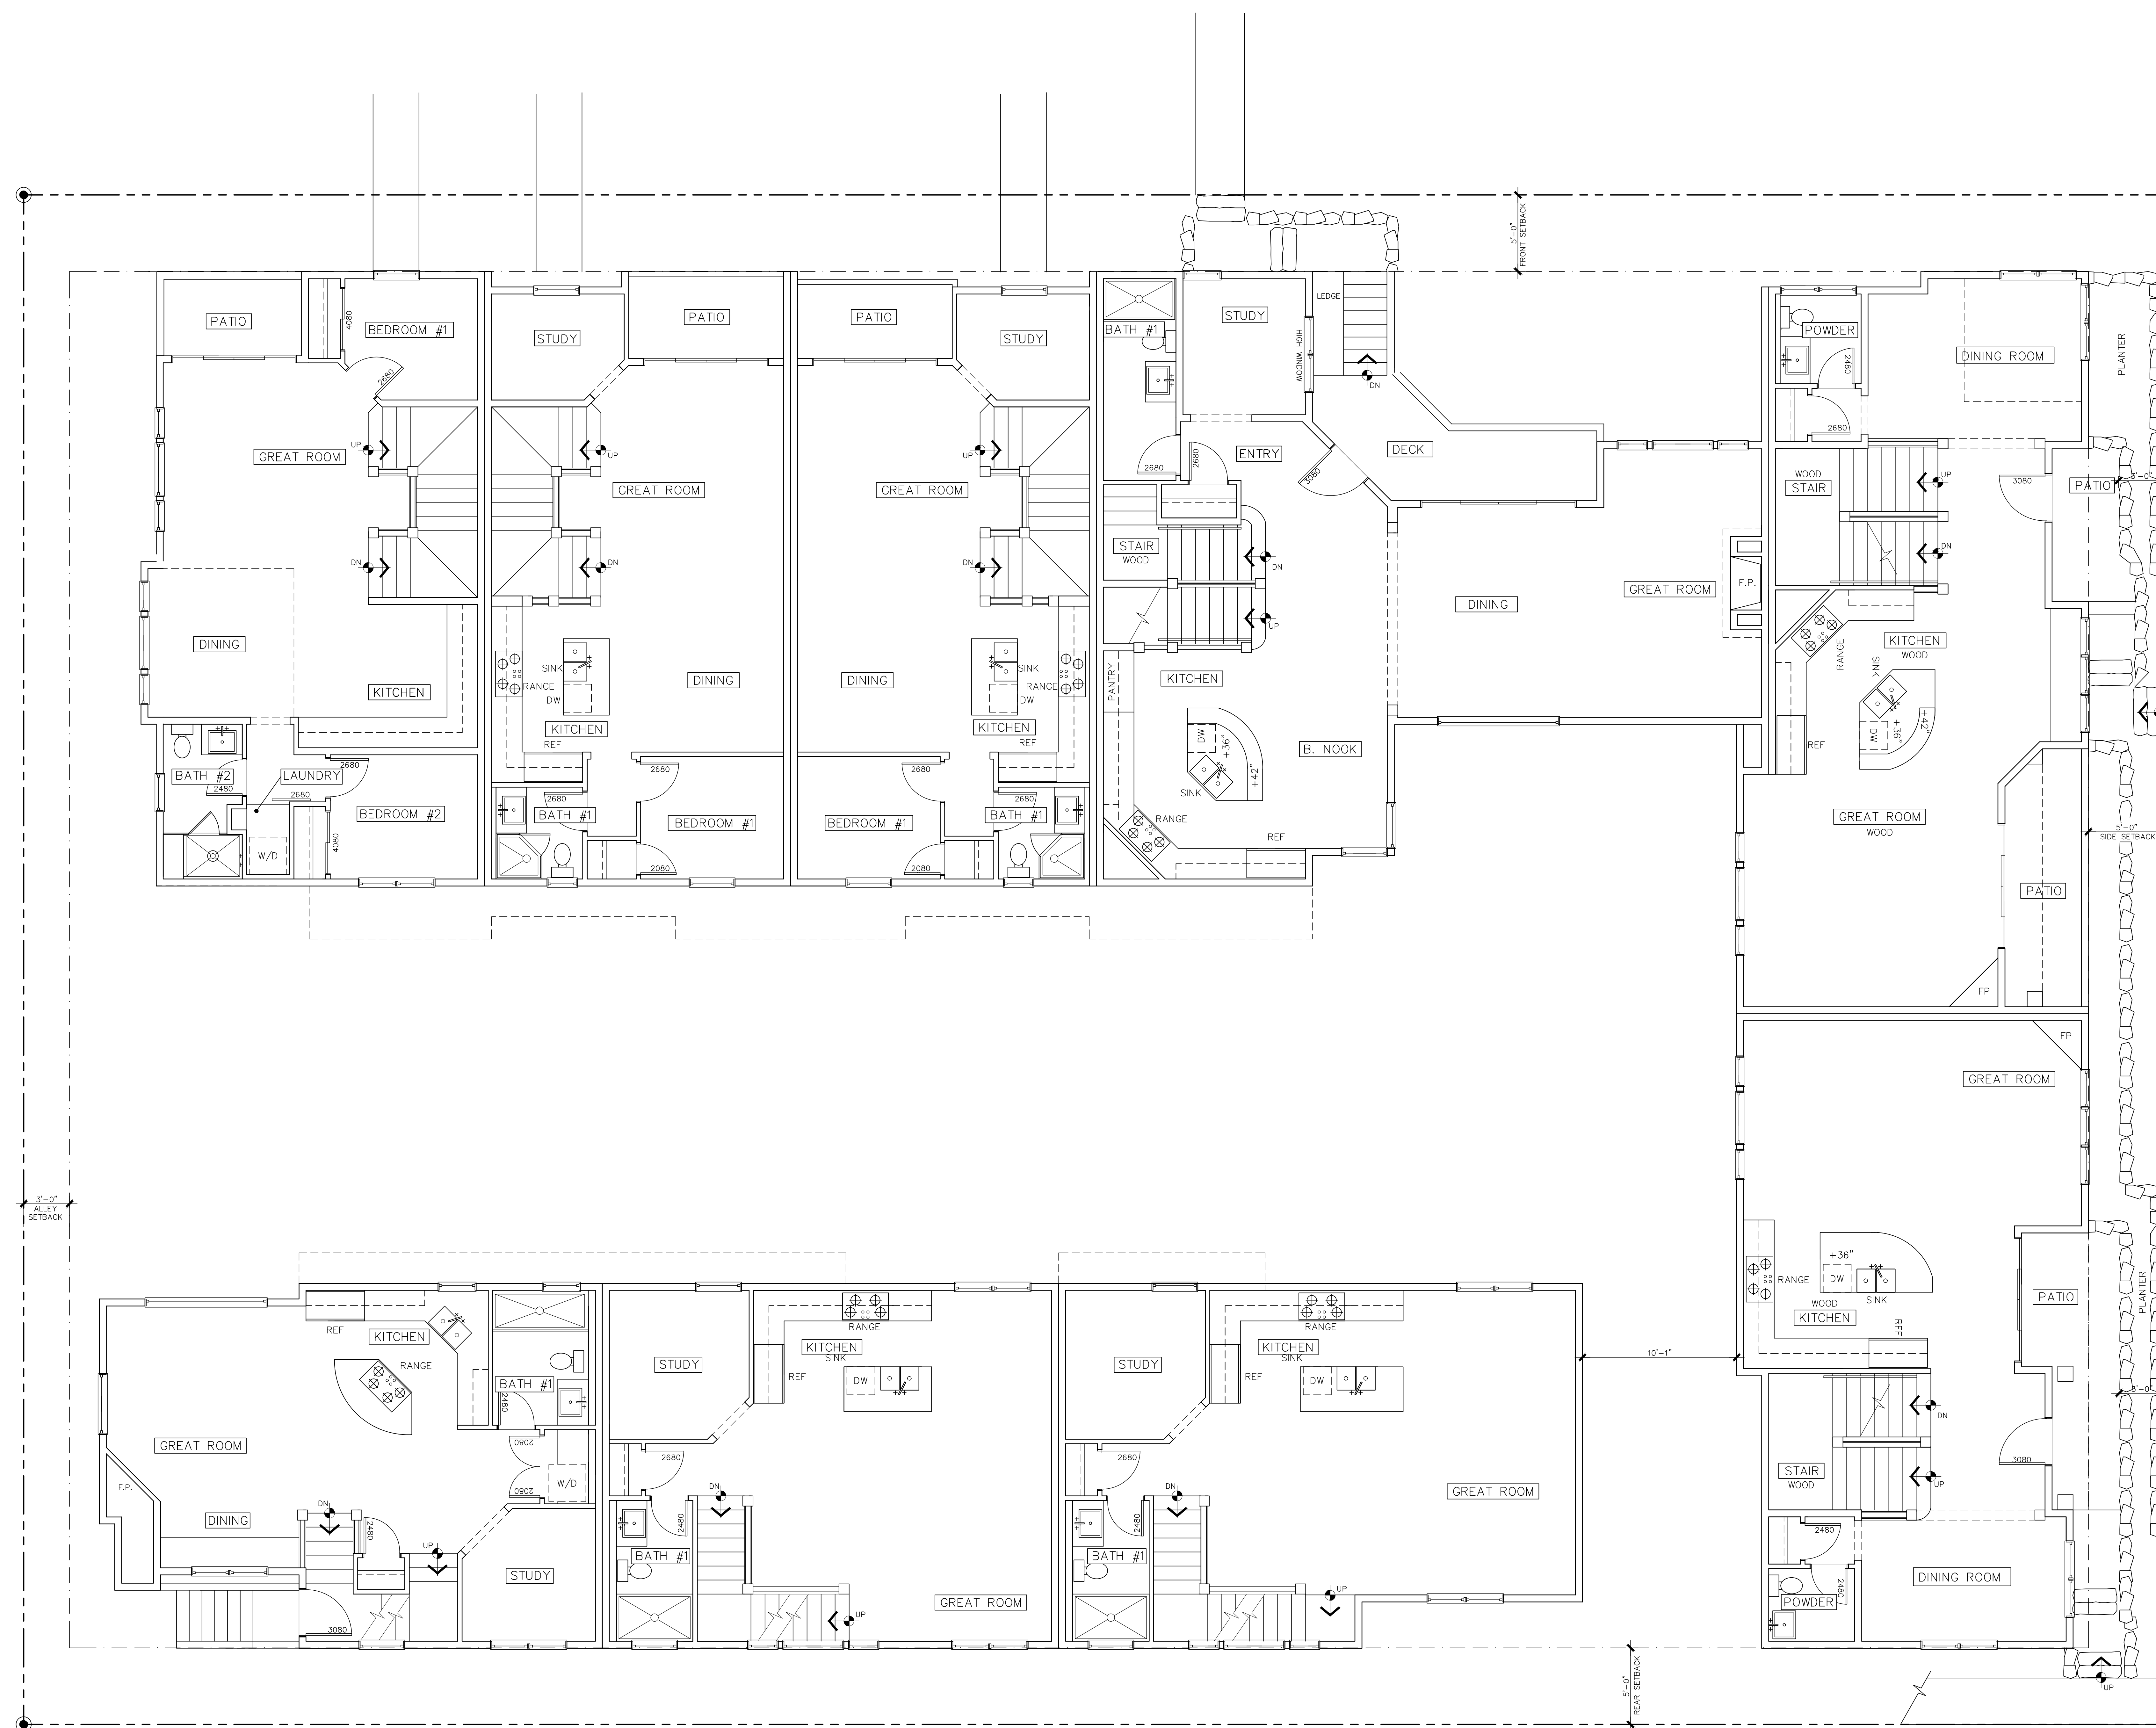 5'-0"
FRONT SETBACK
PATIO
4080
BEDROOM #1
2680
UP
GREAT ROOM
DN
DINING
KITCHEN
BATH #2
2480
LAUNDRY
2680
2680
W/D
4080
BEDROOM #2
STUDY
PATIO
UP
GREAT ROOM
DN
SINK
RANGE
DW
DINING
KITCHEN
REF
2680
2680
BATH #1
BEDROOM #1
2080
PATIO
STUDY
UP
GREAT ROOM
DN
DINING
SINK
RANGE
DW
KITCHEN
REF
2680
2680
BEDROOM #1
BATH #1
2080
BATH #1
STUDY
HIGH WINDOW
LEDGE
DN
2680
2680
ENTRY
3080
DECK
STAIR
WOOD
DN
UP
DINING
GREAT ROOM
F.P.
PANTRY
KITCHEN
DW
+36"
+42"
SINK
B. NOOK
RANGE
REF
POWDER
2480
2680
DINING ROOM
PLANTER
WOOD
STAIR
UP
DN
3080
PATIO
3'-0"
KITCHEN
WOOD
RANGE
SINK
+42"
+36"
DW
REF
GREAT ROOM
WOOD
5'-0"
SIDE SETBACK
PATIO
FP
FP
GREAT ROOM
3'-0"
ALLEY
SETBACK
REF
KITCHEN
RANGE
BATH #1
2480
2080
2080
W/D
GREAT ROOM
F.P.
DINING
DN
2480
UP
STUDY
3080
STUDY
RANGE
KITCHEN
SINK
REF
DW
2680
DN
2480
BATH #1
UP
GREAT ROOM
STUDY
RANGE
KITCHEN
SINK
REF
DW
2680
DN
2480
BATH #1
UP
GREAT ROOM
10'-1"
+36"
DW
RANGE
SINK
WOOD
KITCHEN
REF
PATIO
PLANTER
3'-0"
DN
STAIR
WOOD
UP
3080
2480
2480
POWDER
DINING ROOM
5'-0"
REAR SETBACK
UP